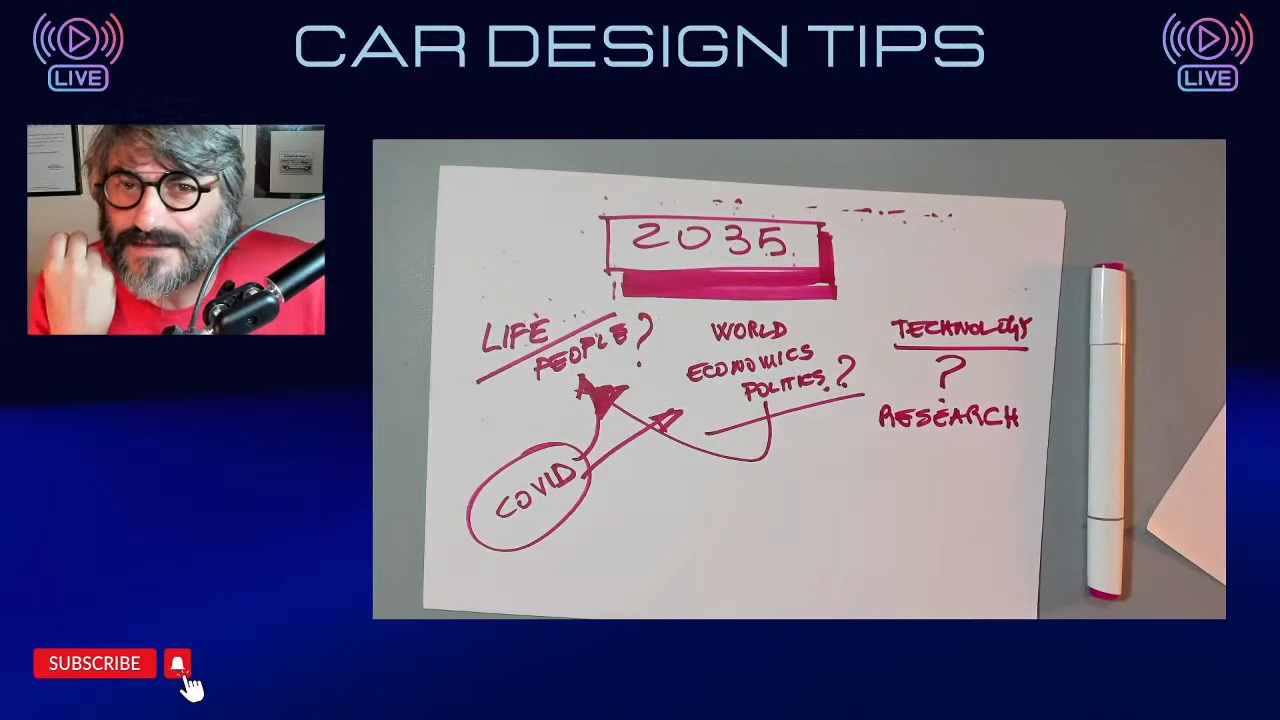 CAR DESIGN TIPS
LIVE
LIVE
2035
LIFE
PEOPLE?
WORLD
ECONOMICS
POLITICS.?
TECHNOLOGY
?
RESEARCH
COVID
SUBSCRIBE